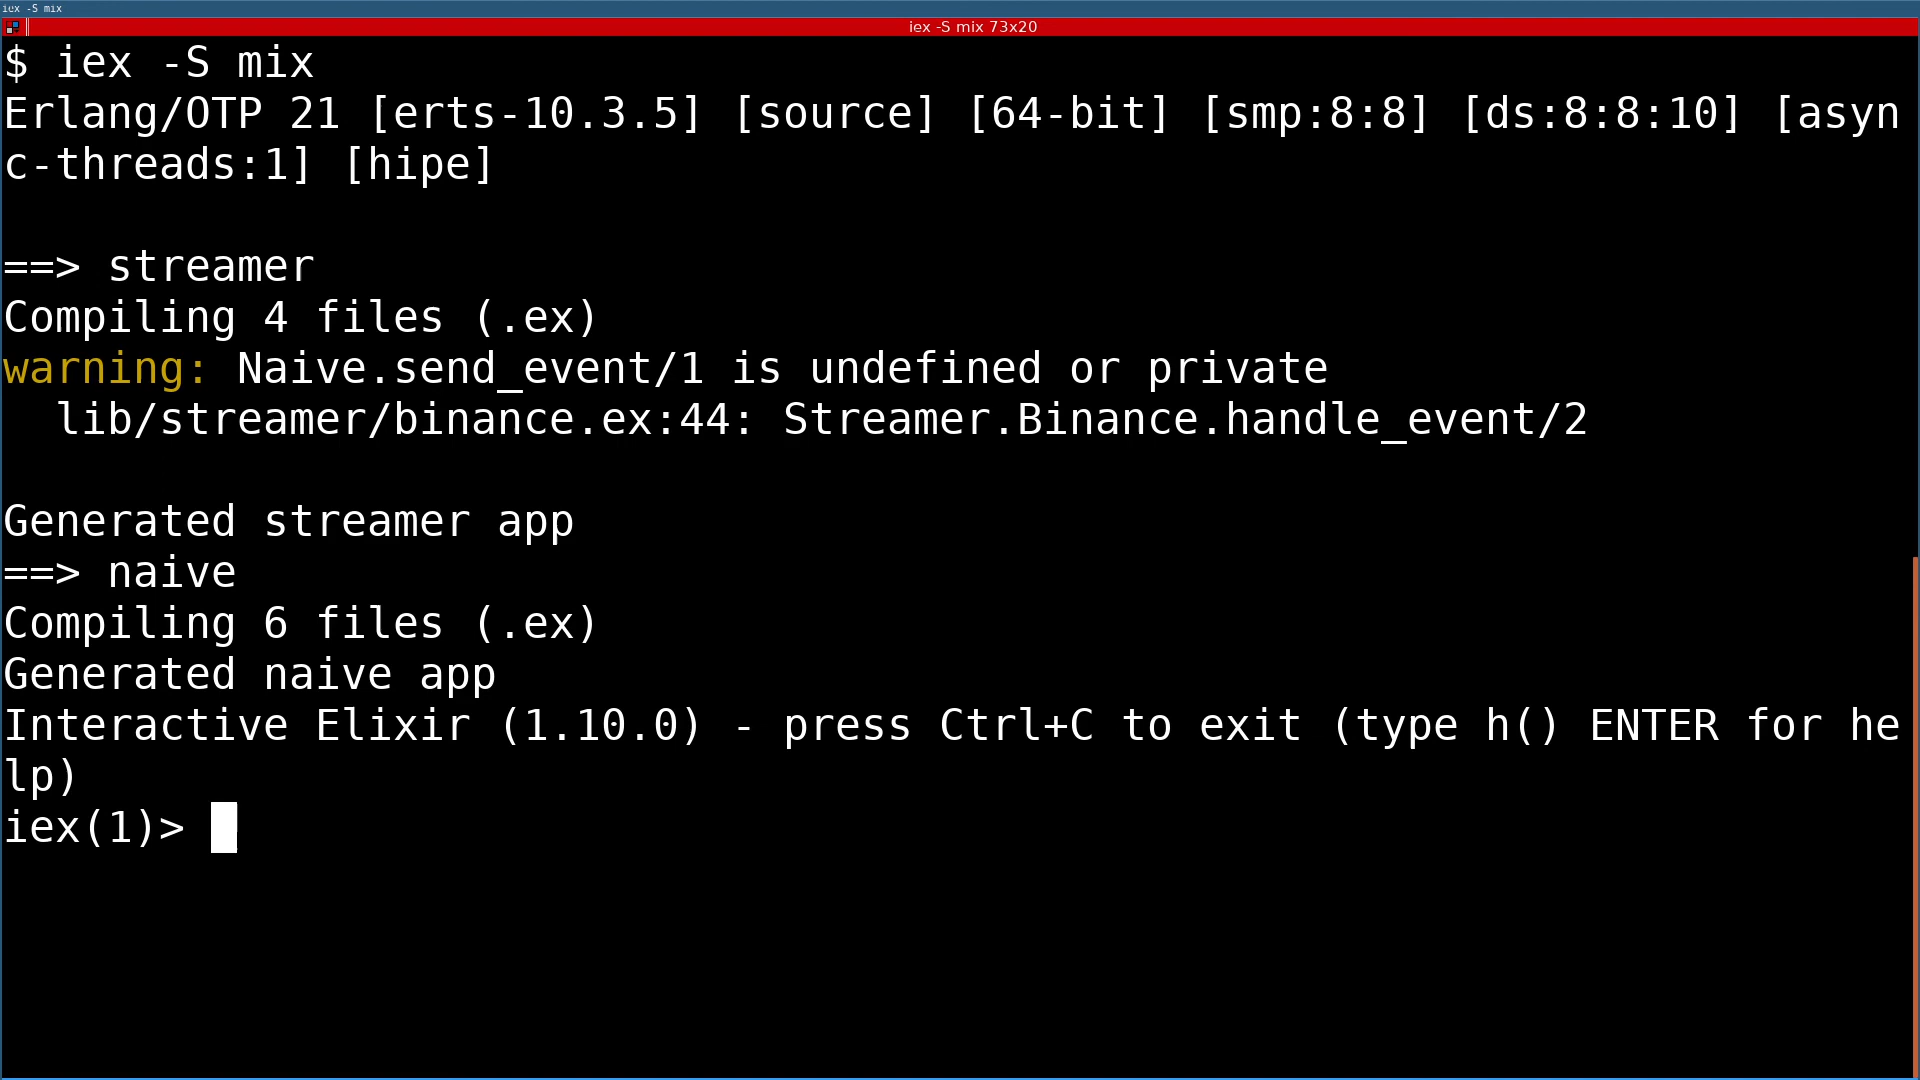 iex -S mix
iex -S mix 73x20
$ iex -S mix
Erlang/OTP 21 [erts-10.3.5] [source] [64-bit] [smp:8:8] [ds:8:8:10] [asyn
c-threads:1] [hipe]
==> streamer
Compiling 4 files (.ex)
warning: Naive.send_event/1 is undefined or private
  lib/streamer/binance.ex:44: Streamer.Binance.handle_event/2
Generated streamer app
==> naive
Compiling 6 files (.ex)
Generated naive app
Interactive Elixir (1.10.0) - press Ctrl+C to exit (type h() ENTER for he
lp)
iex(1)>